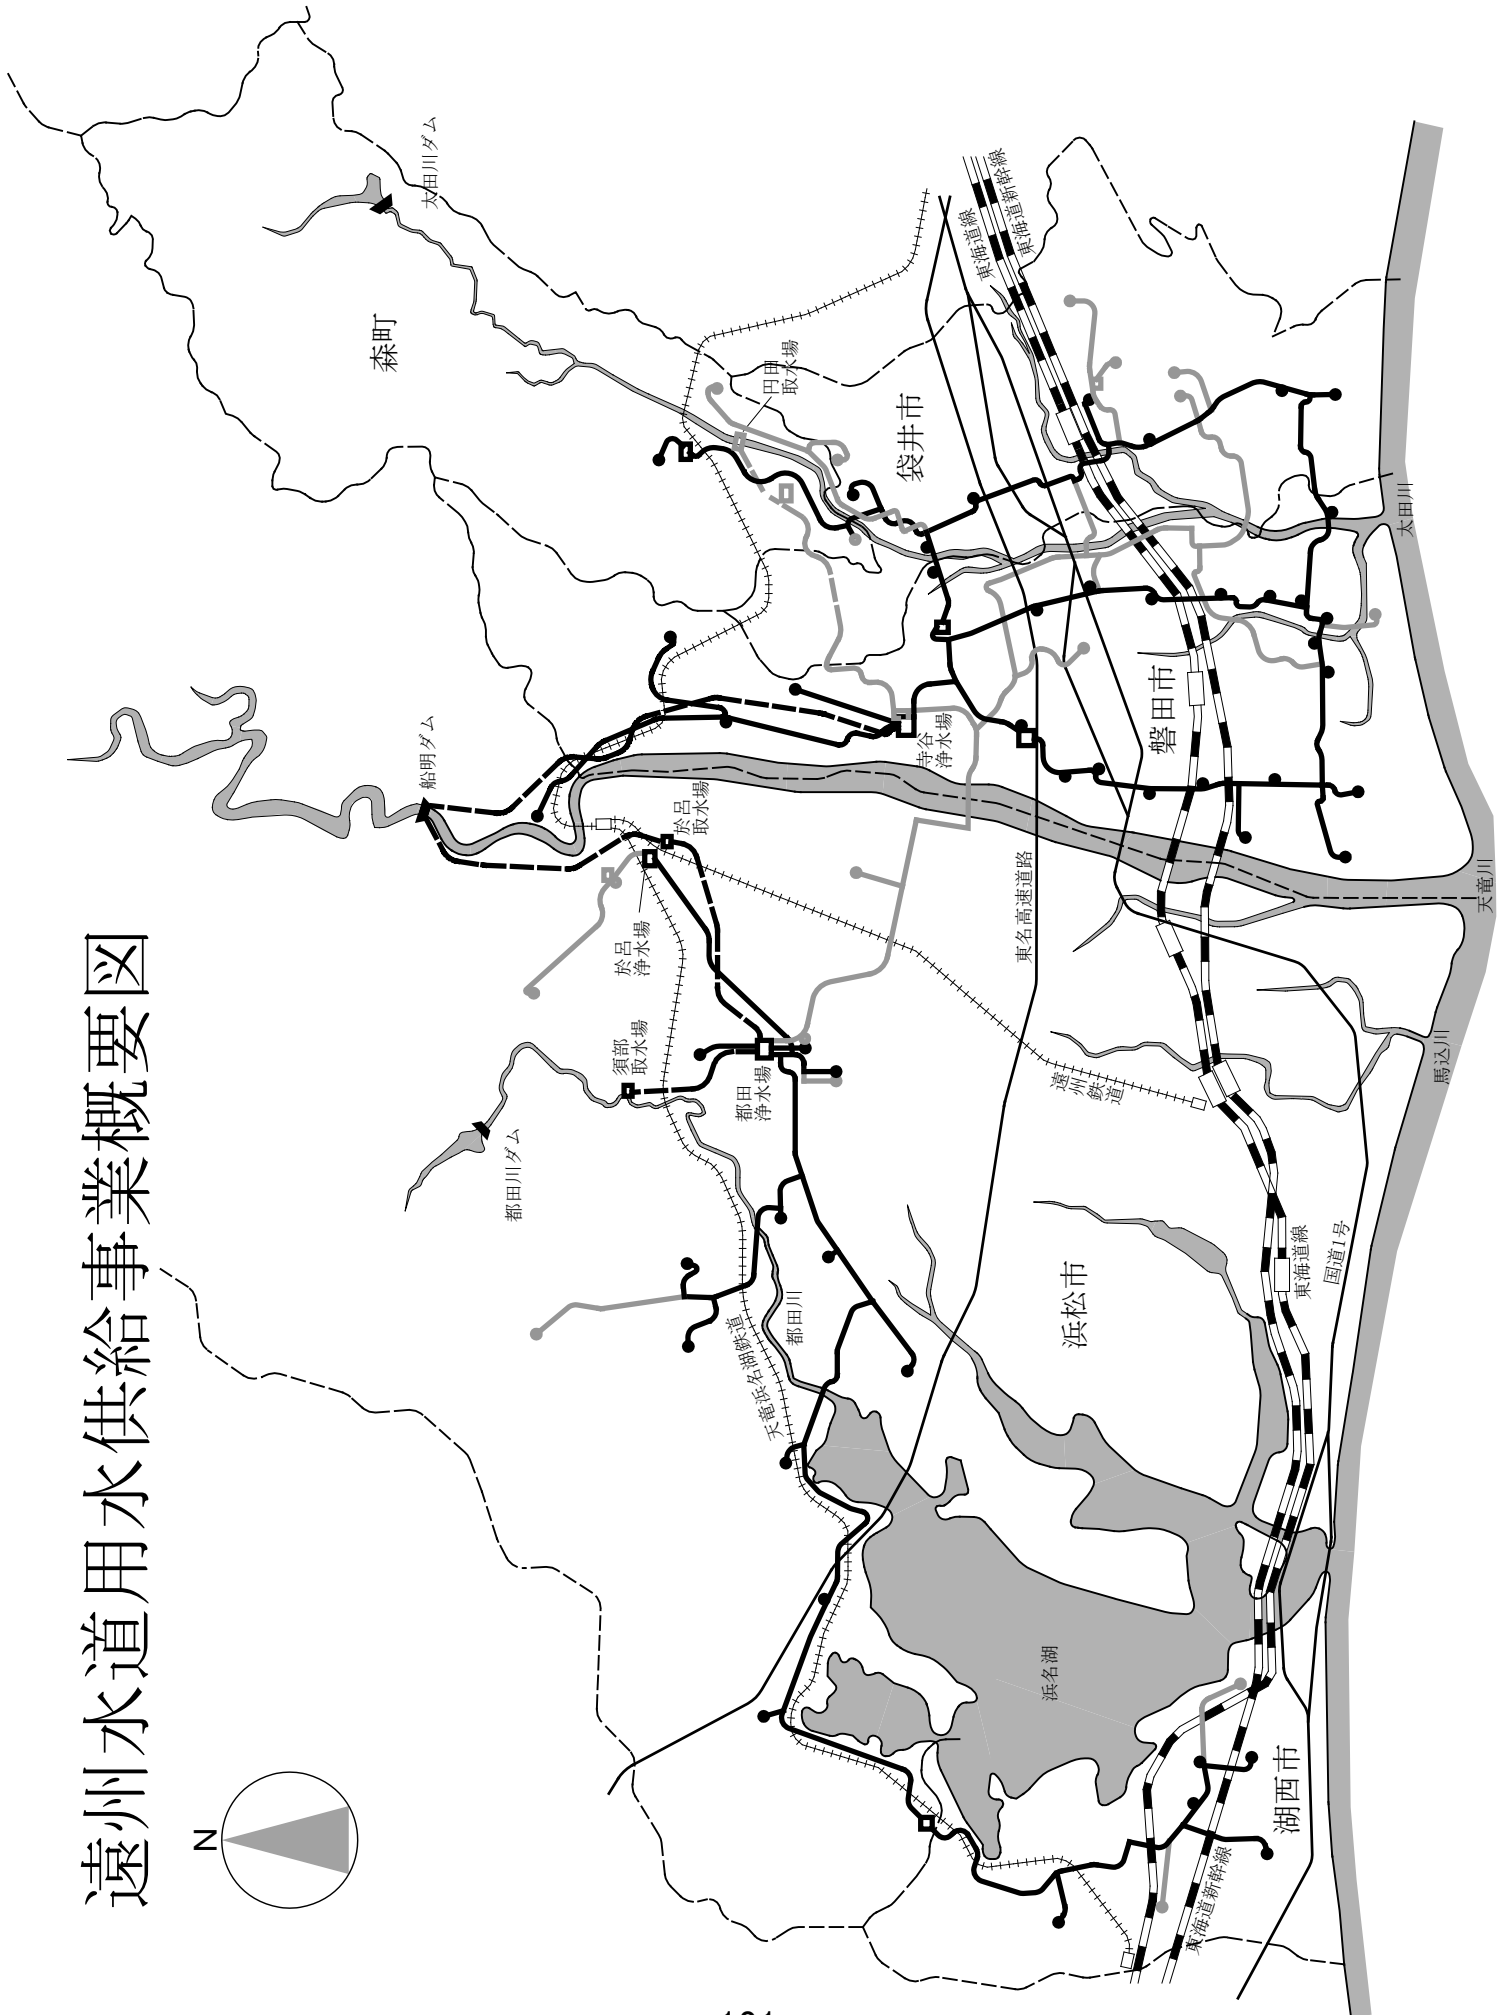 遠州水道用水供給事業概要図
N
森町
太田川ダム
船明ダム
都田川ダム
円田
取水場
東海道線
東海道新幹線
袋井市
太田川
磐田市
寺谷
浄水場
於呂
取水場
於呂
浄水場
須部
取水場
都田
浄水場
東名高速道路
天竜川
馬込川
遠州鉄道
都田川
天竜浜名湖鉄道
浜松市
東海道線
国道1号
浜名湖
湖西市
東海道新幹線